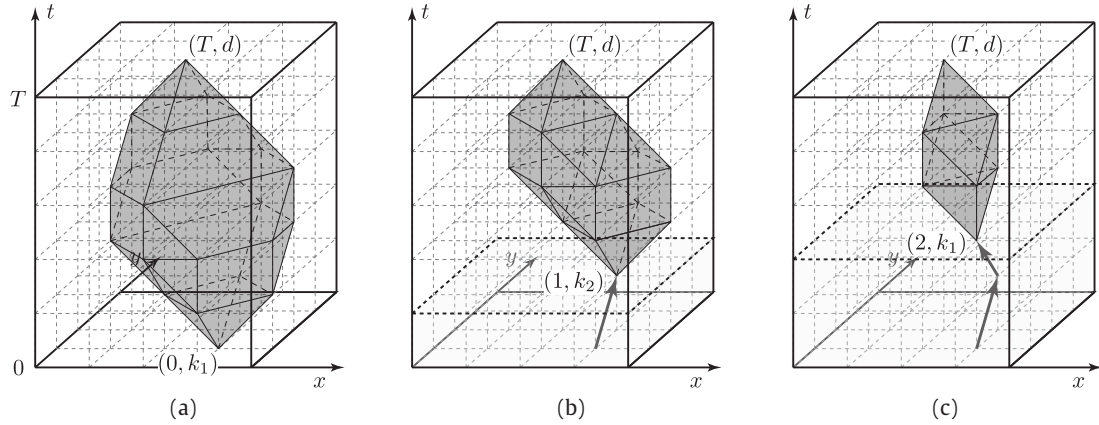 t
(T, d)
T
y
(0, k₁)
0
x
(a)
t
(T, d)
y
(1, k₂)
x
(b)
t
(T, d)
(2, k₁)
y
x
(c)